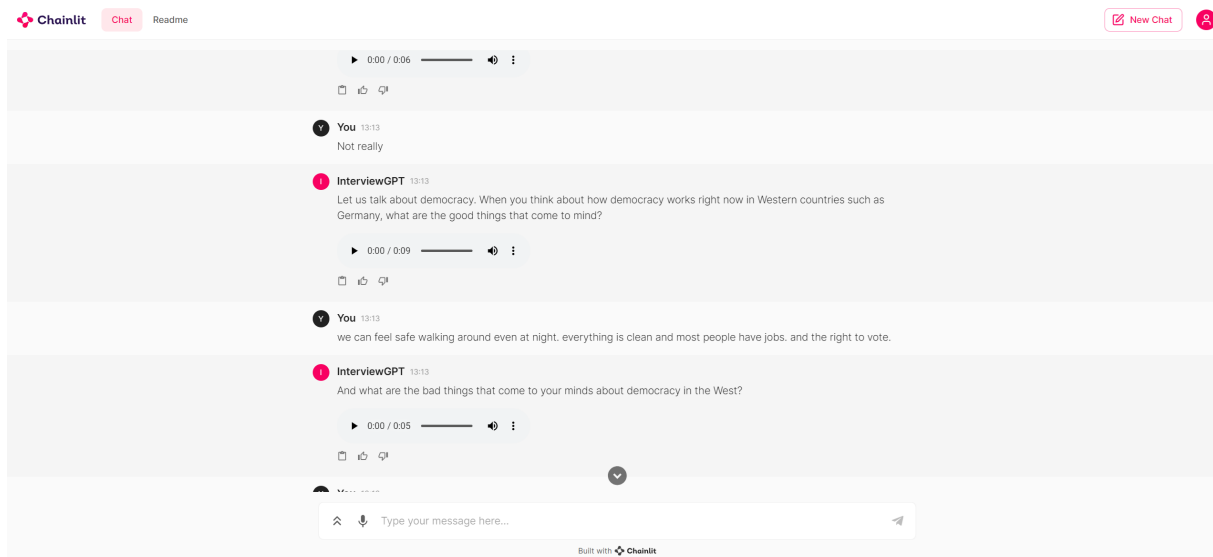 Chainlit
Chat
Readme
New Chat
0:00 / 0:06
Y
You 13:13
Not really
I
InterviewGPT 13:13
Let us talk about democracy. When you think about how democracy works right now in Western countries such as
Germany, what are the good things that come to mind?
0:00 / 0:09
Y
You 13:13
we can feel safe walking around even at night. everything is clean and most people have jobs. and the right to vote.
I
InterviewGPT 13:13
And what are the bad things that come to your minds about democracy in the West?
0:00 / 0:05
Type your message here...
Built with Chainlit